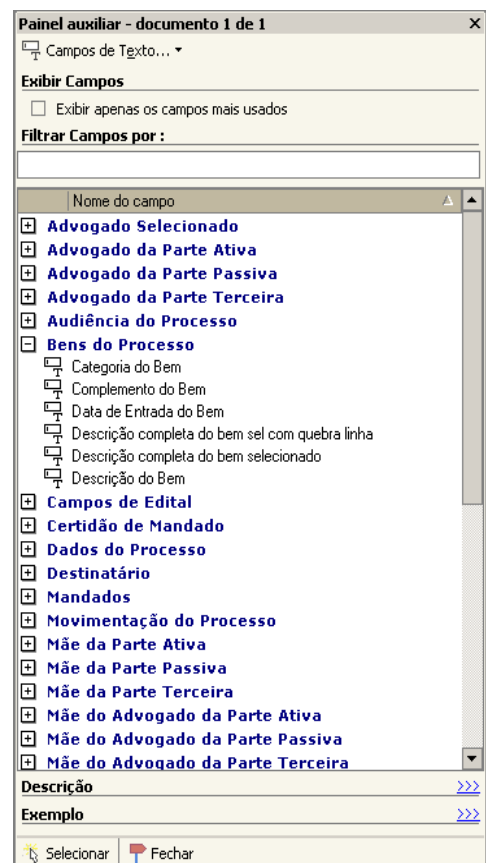 Painel auxiliar - documento 1 de 1
Campos de Texto...
Exibir Campos
Exibir apenas os campos mais usados
Filtrar Campos por :
Nome do campo
Advogado Selecionado
Advogado da Parte Ativa
Advogado da Parte Passiva
Advogado da Parte Terceira
Audiência do Processo
Bens do Processo
Categoria do Bem
Complemento do Bem
Data de Entrada do Bem
Descrição completa do bem sel com quebra linha
Descrição completa do bem selecionado
Descrição do Bem
Campos de Edital
Certidão de Mandado
Dados do Processo
Destinatário
Mandados
Movimentação do Processo
Mãe da Parte Ativa
Mãe da Parte Passiva
Mãe da Parte Terceira
Mãe do Advogado da Parte Ativa
Mãe do Advogado da Parte Passiva
Mãe do Advogado da Parte Terceira
Descrição >>>
Exemplo >>>
Selecionar Fechar